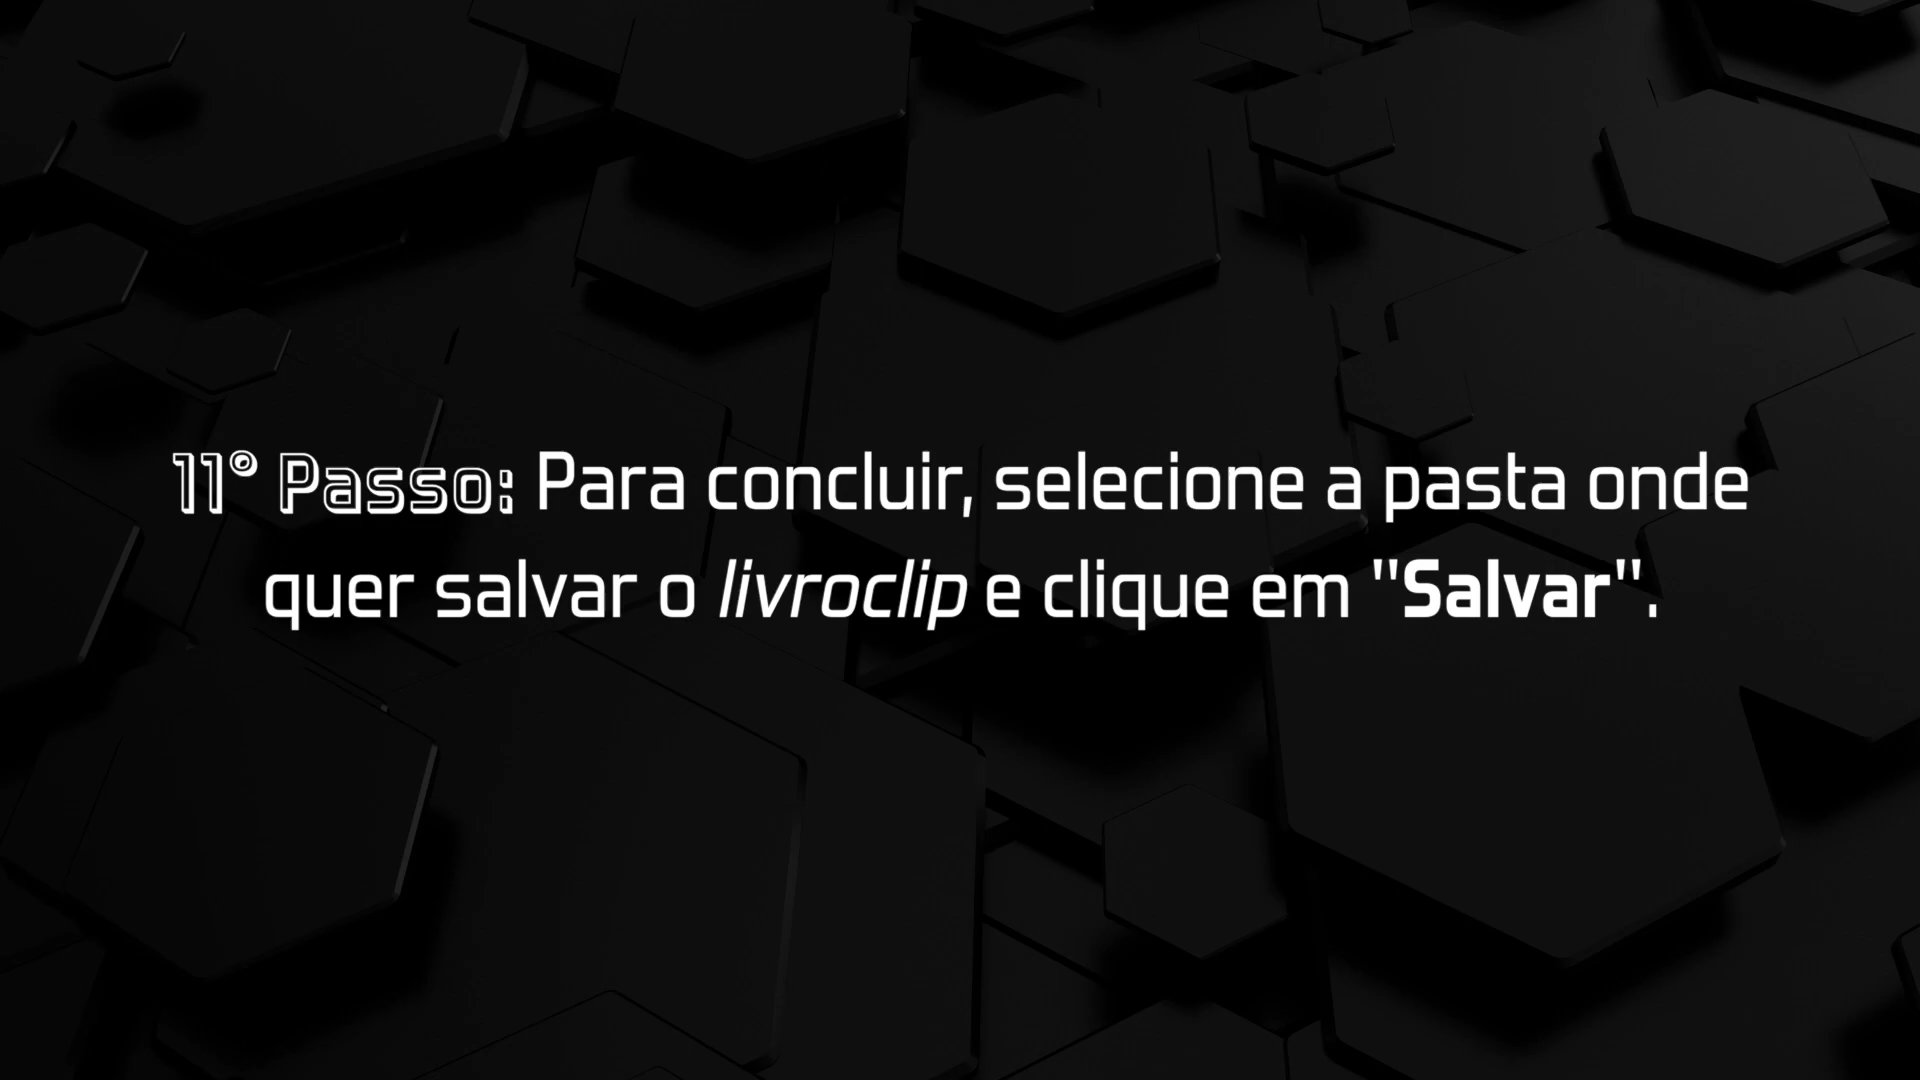 11° Passo: Para concluir, selecione a pasta onde
quer salvar o livroclip e clique em "Salvar".